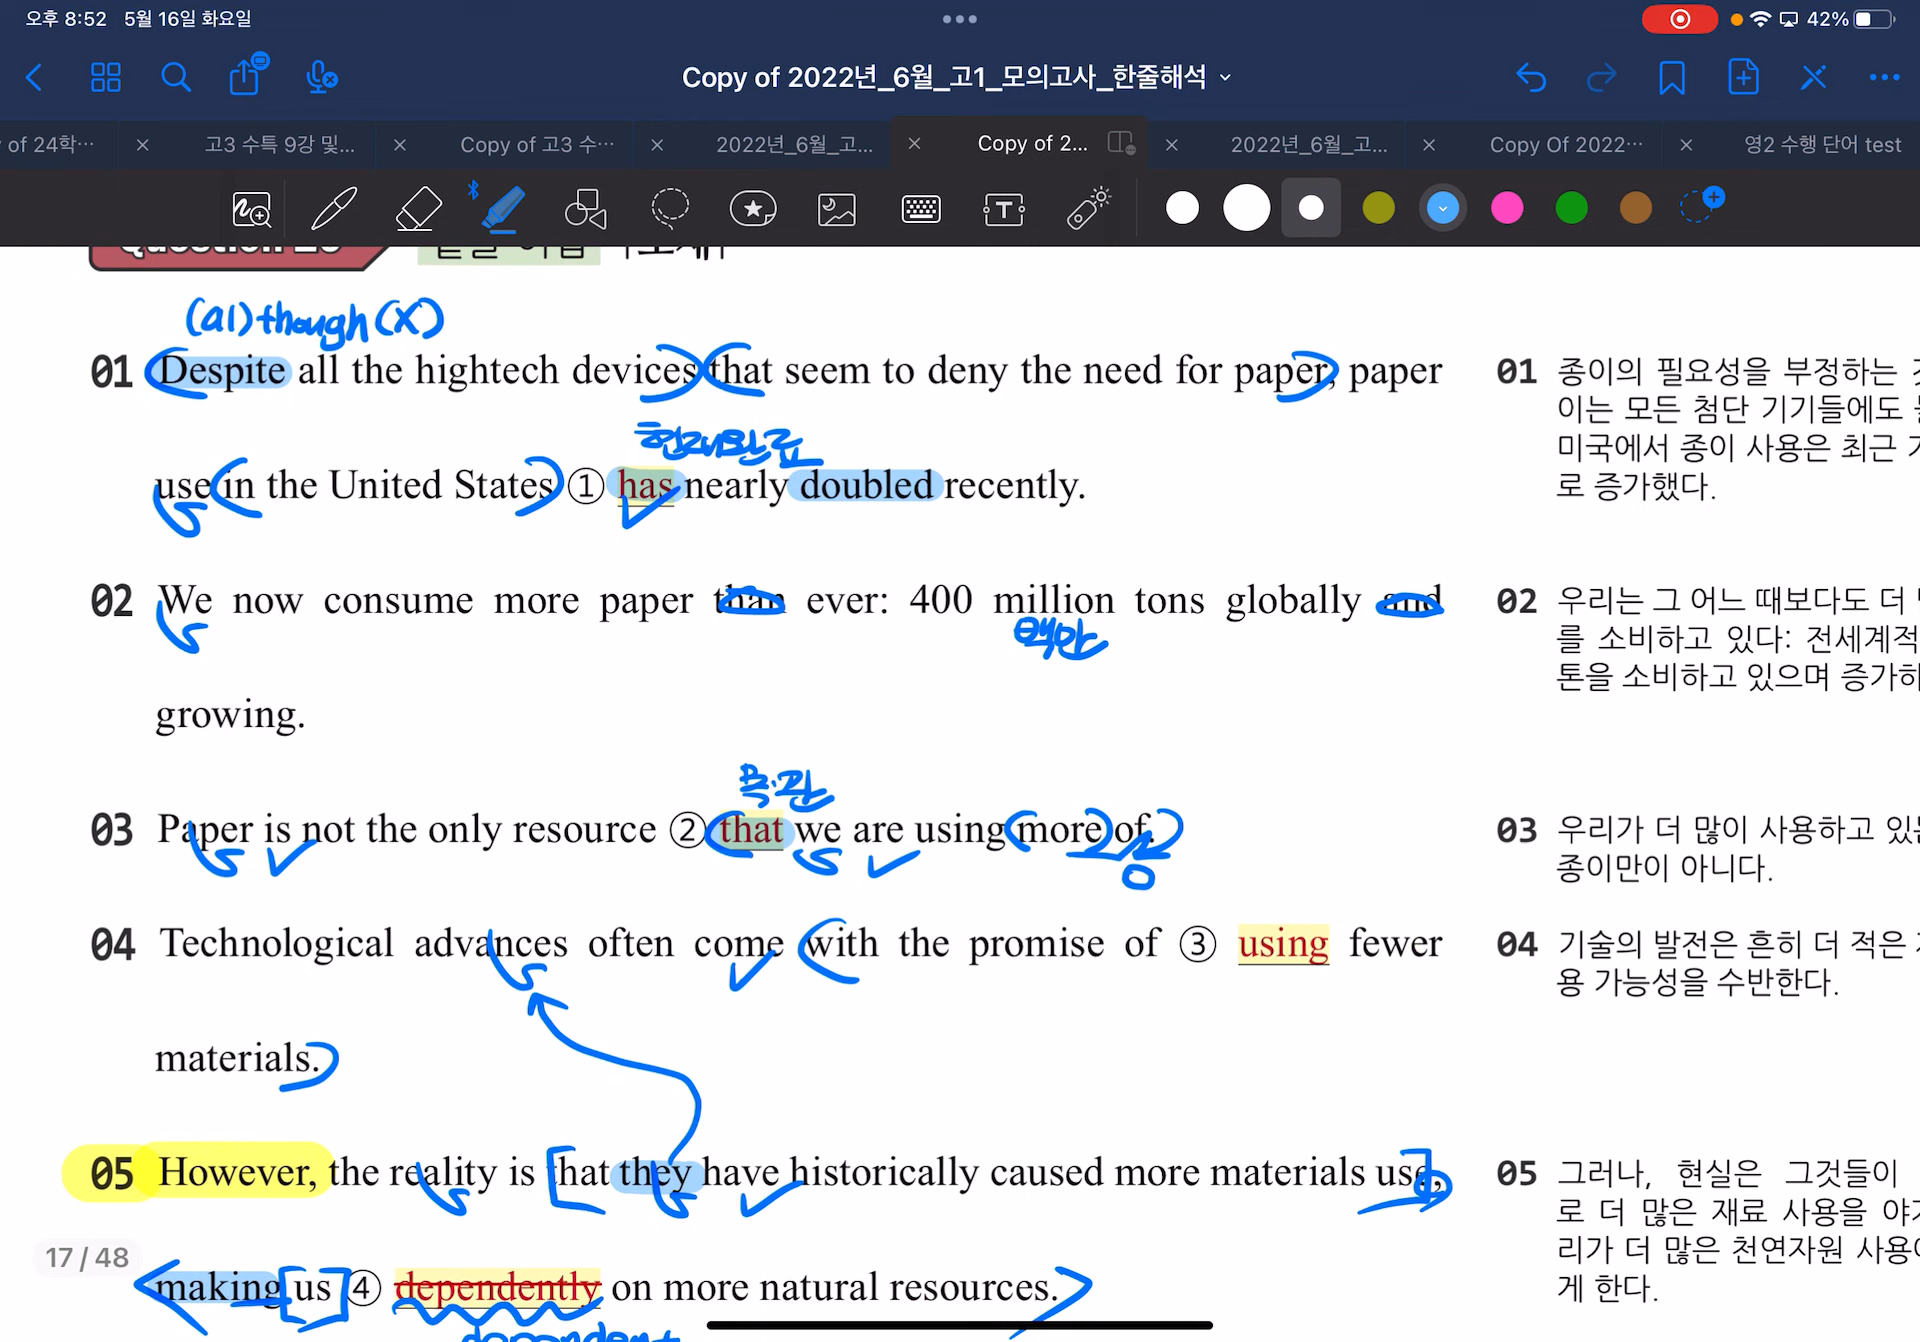 오후 8:52 5월 16일 화요일
42%
Copy of 2022년_6월_고1_모의고사_한줄해석
of 24학…
고3 수특 9강 및...
Copy of 고3 수…
2022년_6월_고...
Copy of 2...
2022년_6월_고...
Copy Of 2022…
영2 수행 단어 test
(al)though(X)
01 Despite all the hightech devices that seem to deny the need for paper, paper
현재완료
use in the United States ① has nearly doubled recently.
02 We now consume more paper than ever: 400 million tons globally and
백만
growing.
목.관
03 Paper is not the only resource ② that we are using more of.
04 Technological advances often come with the promise of ③ using fewer
materials.
05 However, the reality is that they have historically caused more materials use,
making us ④ dependently on more natural resources.
dependent
17 / 48
01 종이의 필요성을 부정하는
이는 모든 첨단 기기들에도
미국에서 종이 사용은 최근
로 증가했다.
02 우리는 그 어느 때보다도 더
를 소비하고 있다: 전세계적
톤을 소비하고 있으며 증가하
03 우리가 더 많이 사용하고 있는
종이만이 아니다.
04 기술의 발전은 흔히 더 적은
용 가능성을 수반한다.
05 그러나, 현실은 그것들이
로 더 많은 재료 사용을 야기
리가 더 많은 천연자원 사용에
게 한다.